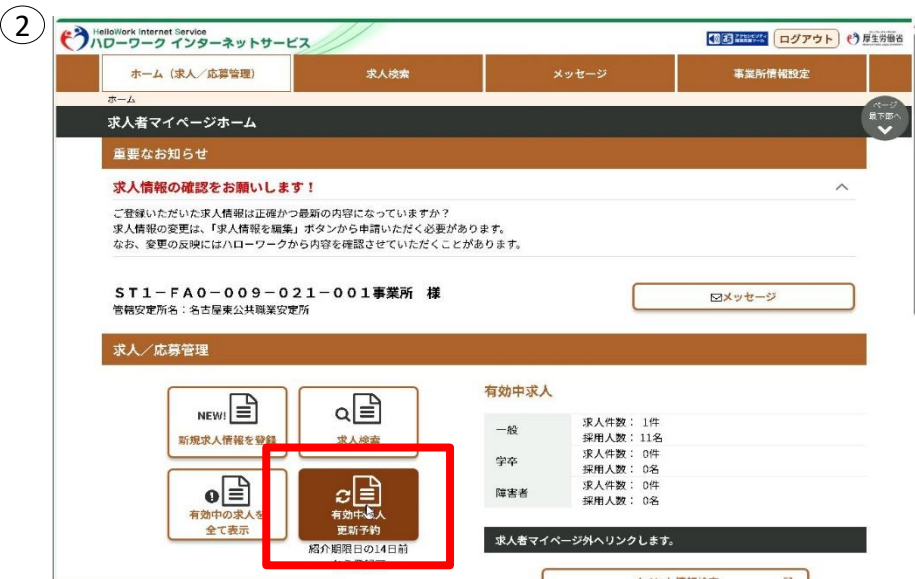 ②
HelloWork Internet Service
ハローワーク インターネットサービス
ログアウト
厚生労働省
ホーム（求人／応募管理）
求人検索
メッセージ
事業所情報設定
ホーム
ページ
最下部へ
求人者マイページホーム
重要なお知らせ
求人情報の確認をお願いします！
ご登録いただいた求人情報は正確かつ最新の内容になっていますか？
求人情報の変更は、「求人情報を編集」ボタンから申請いただく必要があります。
なお、変更の反映にはハローワークから内容を確認させていただくことがあります。
ＳＴ１－ＦＡ０－００９－０２１－００１事業所　様
管轄安定所名：名古屋東公共職業安定所
メッセージ
求人／応募管理
有効中求人
NEW!
新規求人情報を登録
求人検索
一般
求人件数： 1件
採用人数： 11名
学卒
求人件数： 0件
採用人数： 0名
障害者
求人件数： 0件
採用人数： 0名
有効中の求人を
全て表示
有効中求人
更新予約
紹介期限日の14日前
求人者マイページ外へリンクします。